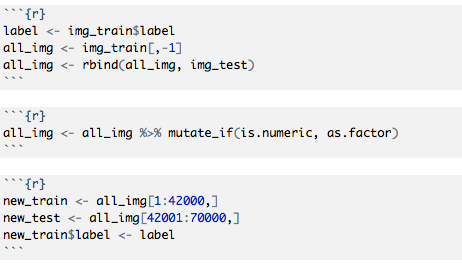 ```{r}
label <- img_train$label
all_img <- img_train[,-1]
all_img <- rbind(all_img, img_test)
```
```{r}
all_img <- all_img %>% mutate_if(is.numeric, as.factor)
```
```{r}
new_train <- all_img[1:42000,]
new_test <- all_img[42001:70000,]
new_train$label <- label
```